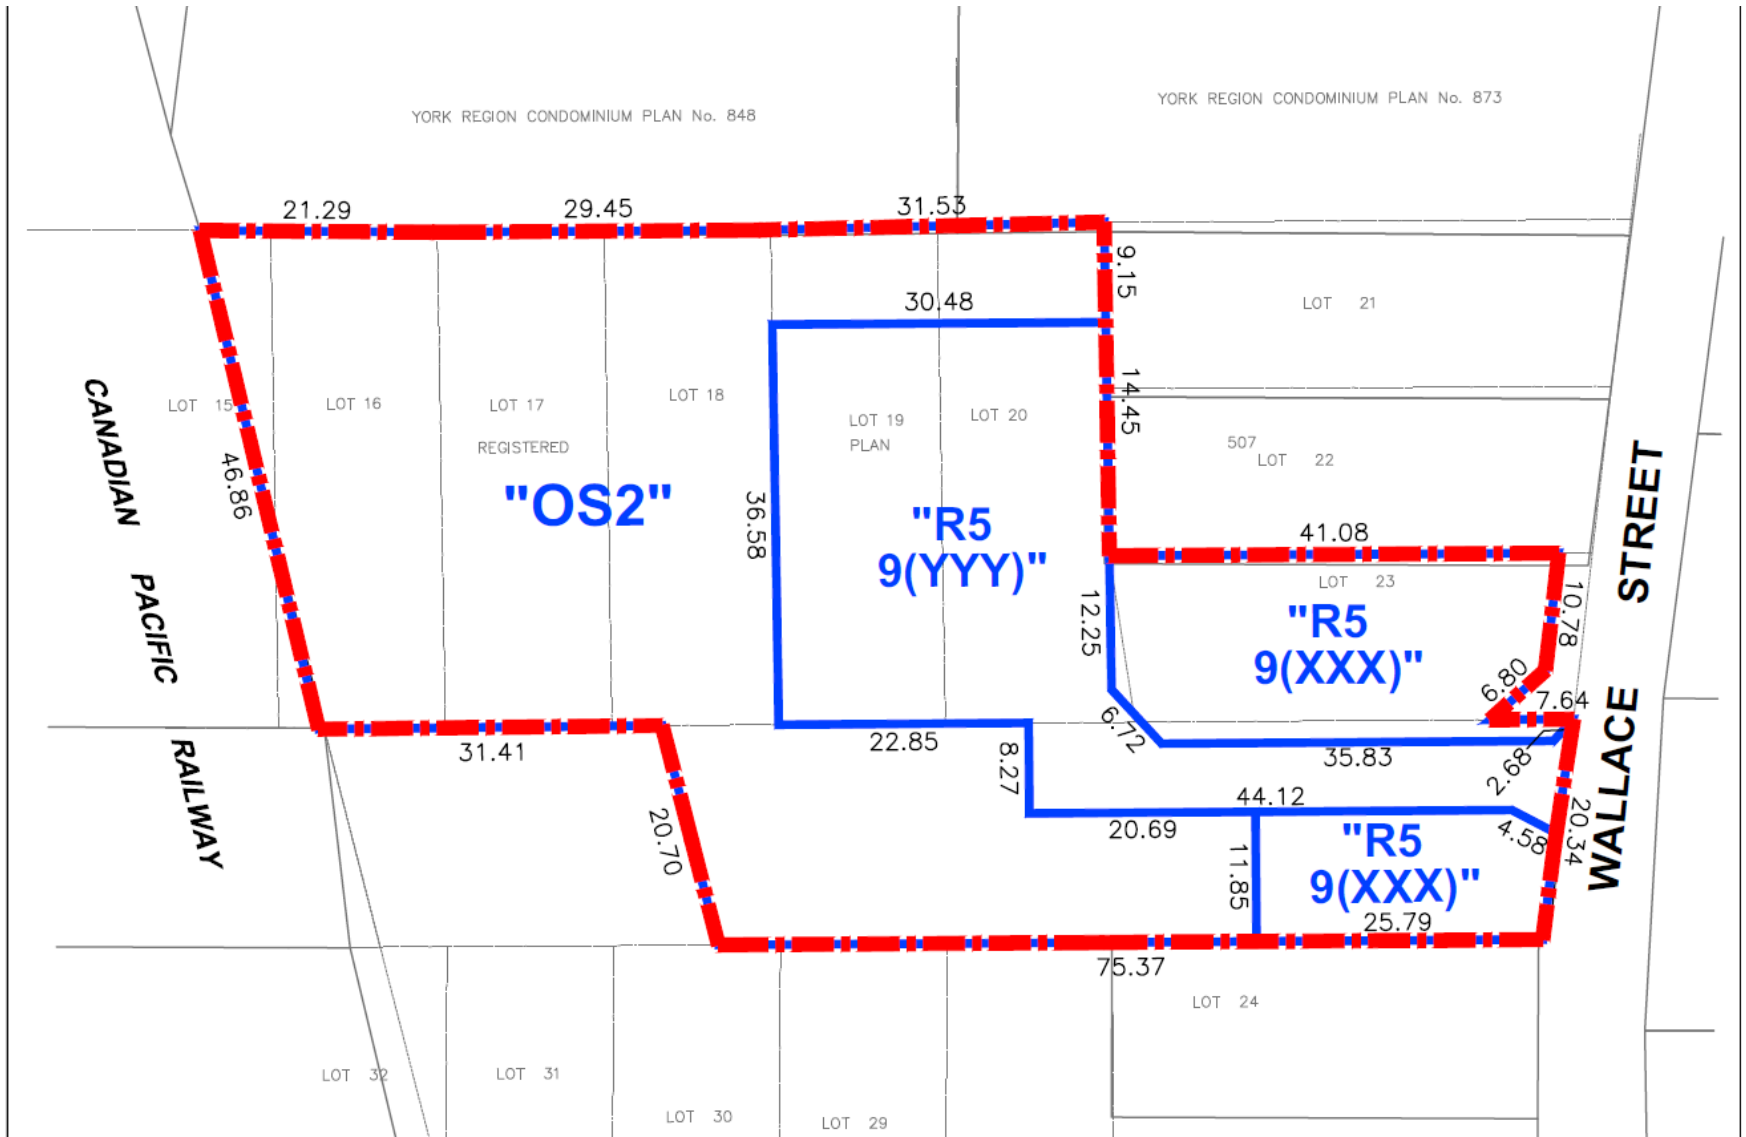 YORK REGION CONDOMINIUM PLAN No. 848
YORK REGION CONDOMINIUM PLAN No. 873
21.29
29.45
31.53
9.15
30.48
LOT 21
14.45
LOT 15
LOT 16
LOT 17
LOT 18
LOT 19
PLAN
LOT 20
REGISTERED
507
LOT 22
CANADIAN PACIFIC RAILWAY
46.86
"OS2"
36.58
"R5
9(YYY)"
41.08
LOT 23
12.25
"R5
9(XXX)"
10.78
6.80
7.64
WALLACE STREET
6.72
31.41
22.85
8.27
35.83
2.68
44.12
20.70
20.69
11.85
"R5
9(XXX)"
4.58
20.34
25.79
75.37
LOT 24
LOT 32
LOT 31
LOT 30
LOT 29